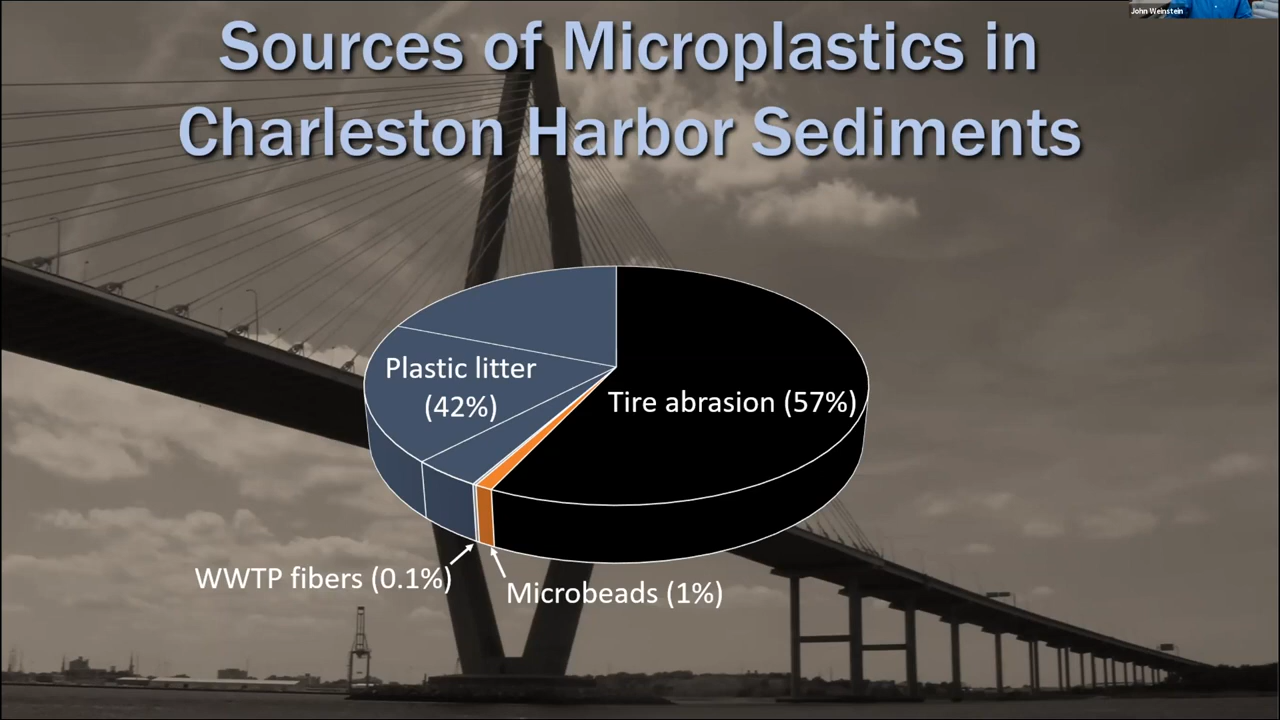 John Weinstein
Sources of Microplastics in
Charleston Harbor Sediments
Plastic litter
(42%)
Tire abrasion (57%)
WWTP fibers (0.1%)
Microbeads (1%)